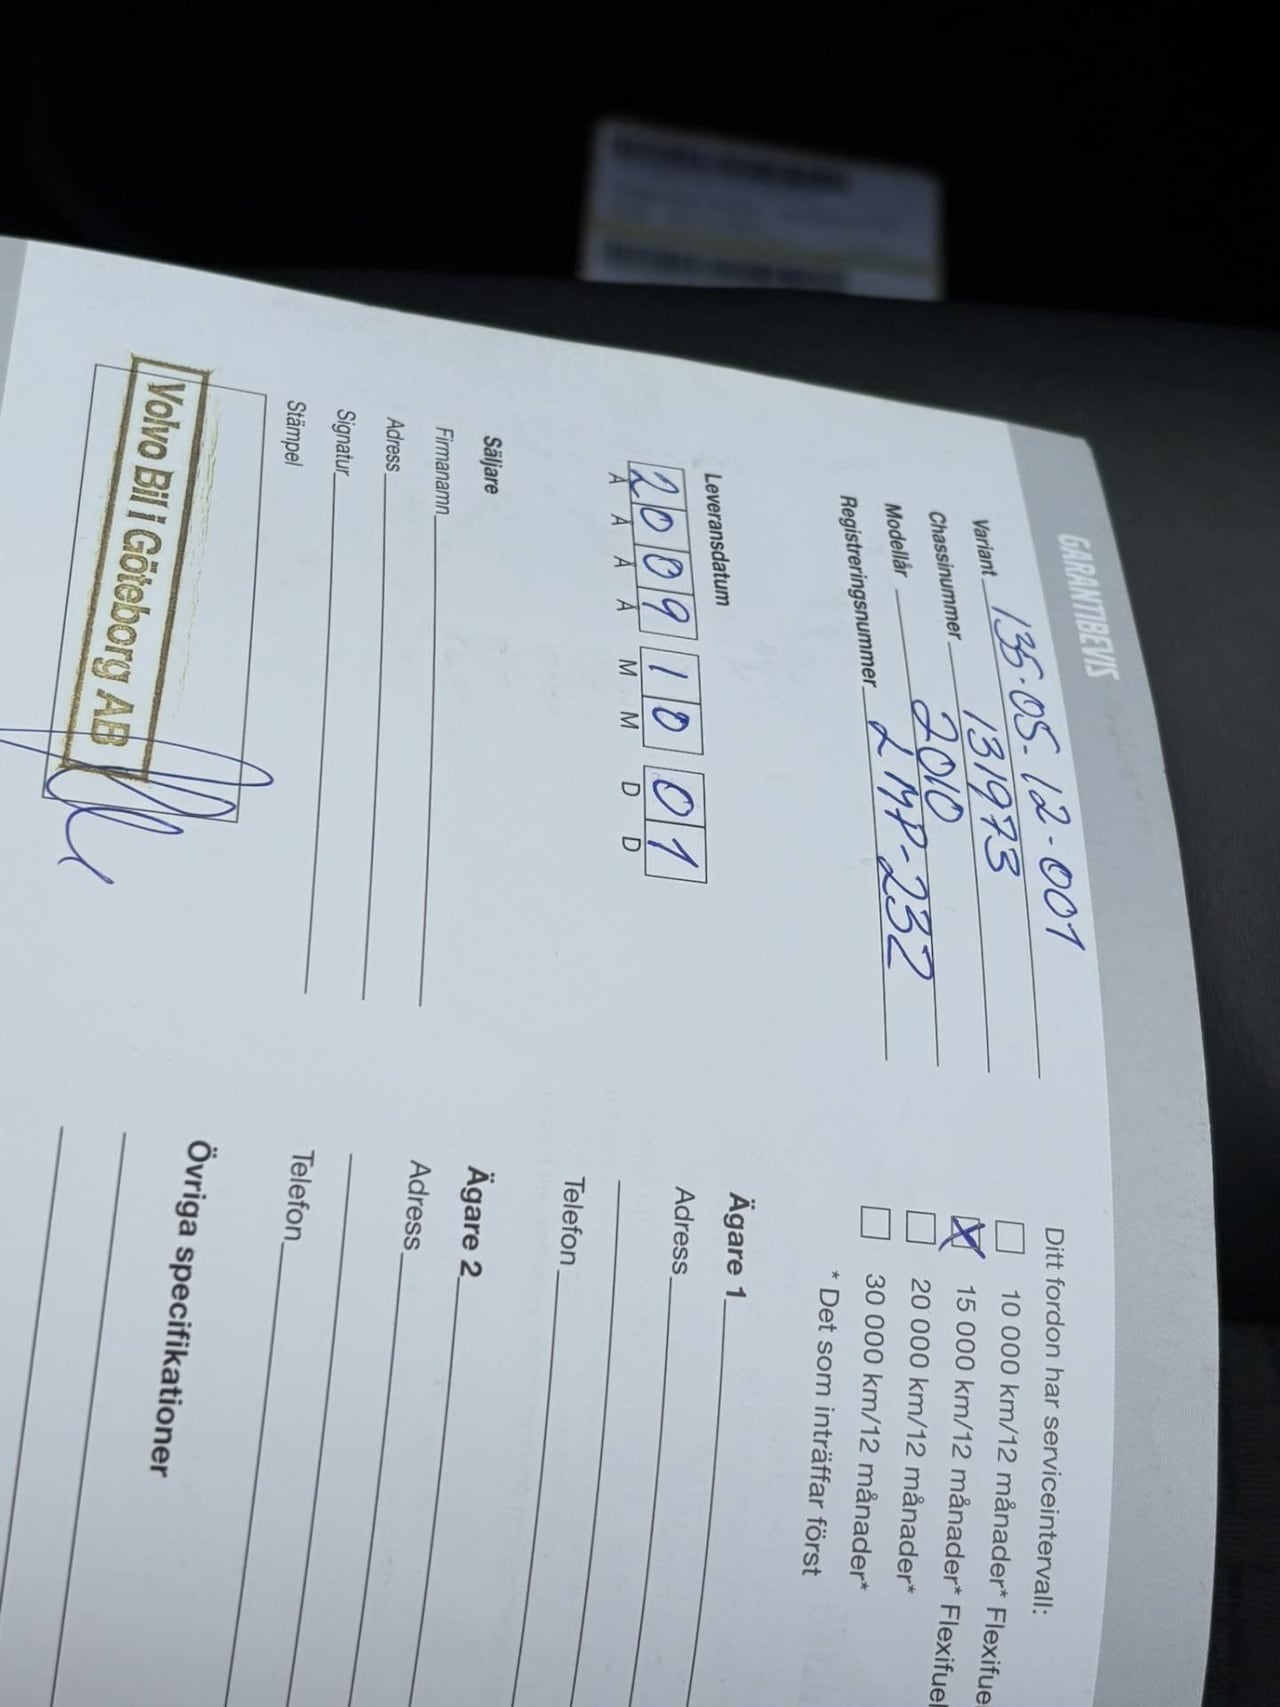 GARANTIBEVIS
Variant 135-05-12-001
Chassinummer 131973
Modellår 2010
Registreringsnummer LMP-232
Leveransdatum
2009 10 01
Å Å Å Å M M D D
Säljare
Firmanamn
Adress
Signatur
Stämpel
Volvo Bil i Göteborg AB
Ditt fordon har serviceintervall:
10 000 km/12 månader* Flexifue
X 15 000 km/12 månader* Flexifuel
20 000 km/12 månader*
30 000 km/12 månader*
* Det som inträffar först
Ägare 1
Adress
Telefon
Ägare 2
Adress
Telefon
Övriga specifikationer